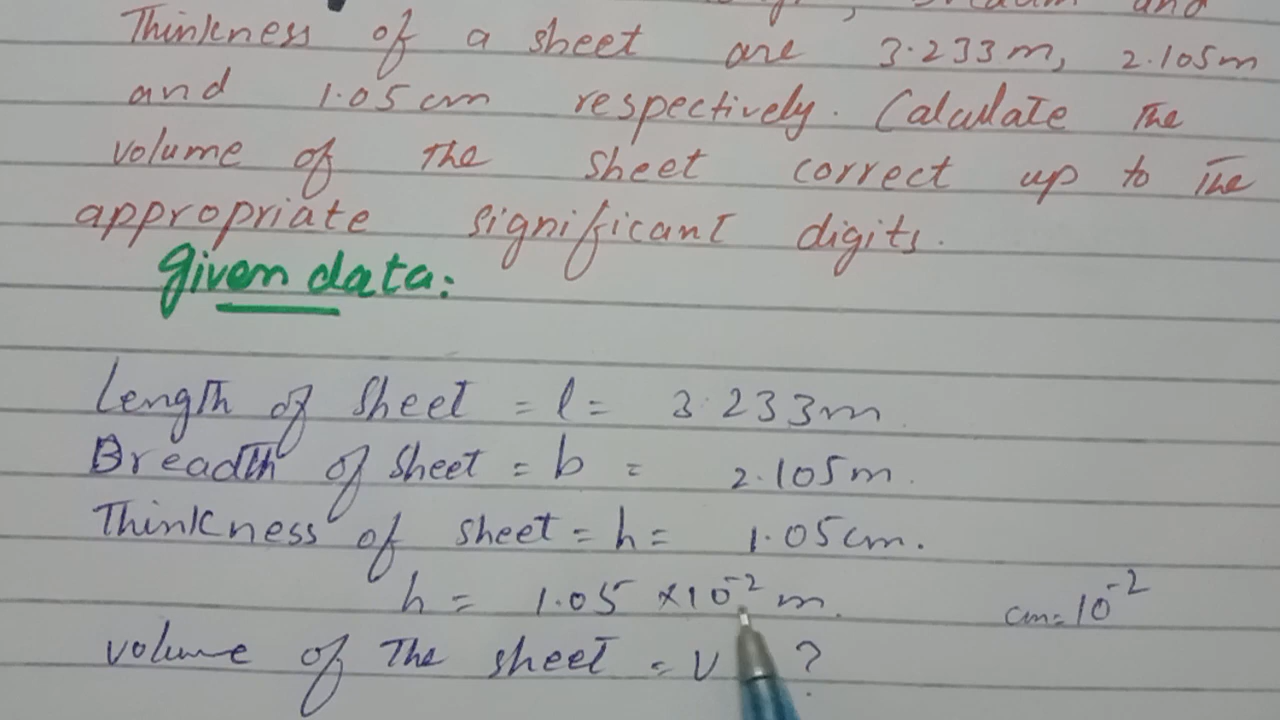 and
Thinkness of a sheet are 3.233m, 2.105m
and 1.05cm respectively. Calculate The
volume of The sheet correct up to The
appropriate significant digits.
Given data:
Length of sheet = l = 3.233m
Breadth of sheet = b = 2.105m.
Thinkness of sheet = h = 1.05cm.
h = 1.05 ×10⁻² m. cm=10⁻²
volume of The sheet = V ?